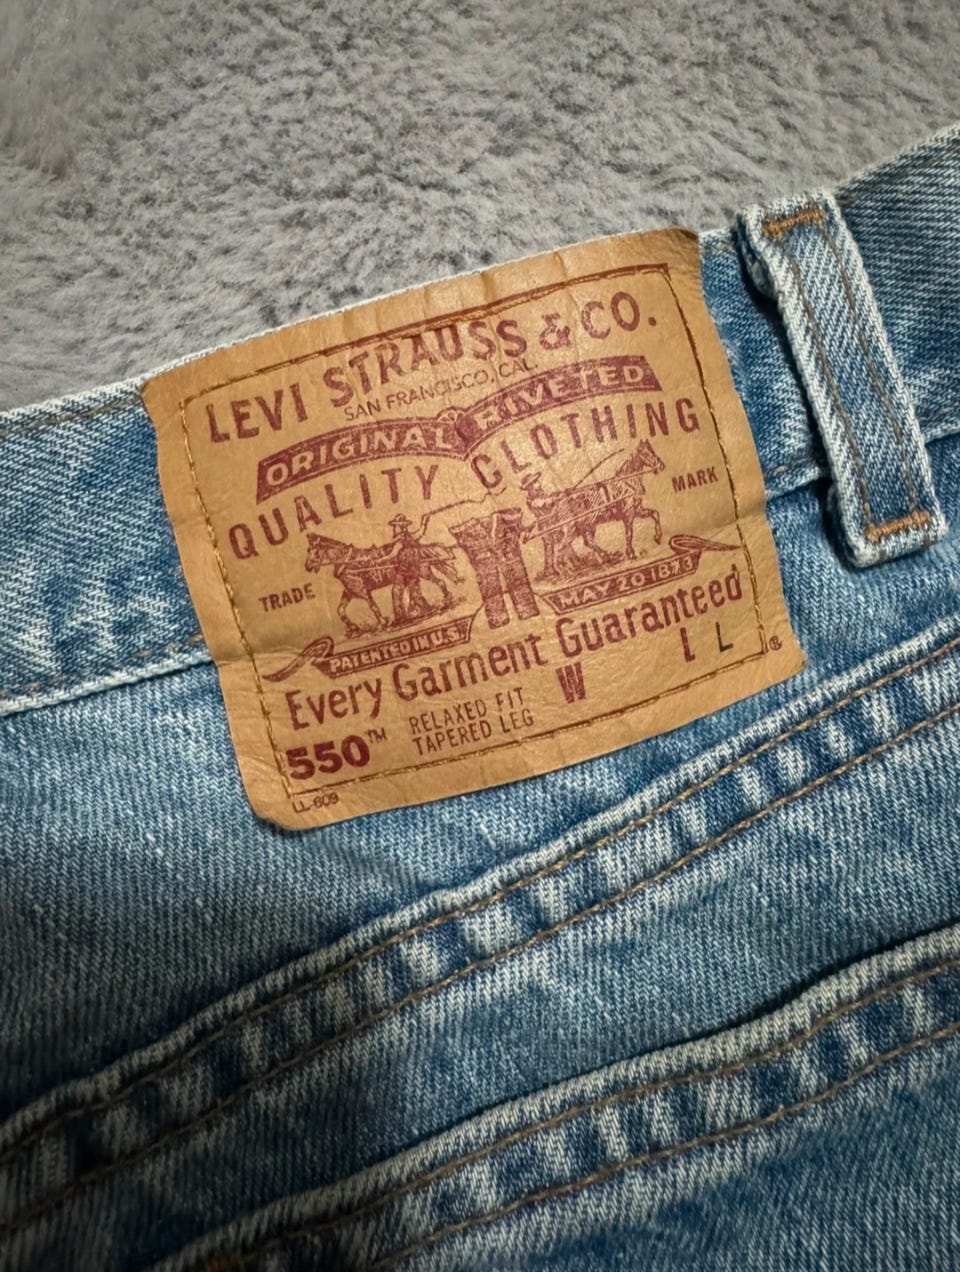 LEVI STRAUSS & CO.
SAN FRANCISCO, CAL.
ORIGINAL RIVETED
QUALITY CLOTHING
TRADE MARK
PATENTED IN U.S. MAY 20 1873
Every Garment Guaranteed
550™ RELAXED FIT W L L ®
TAPERED LEG
LL-609